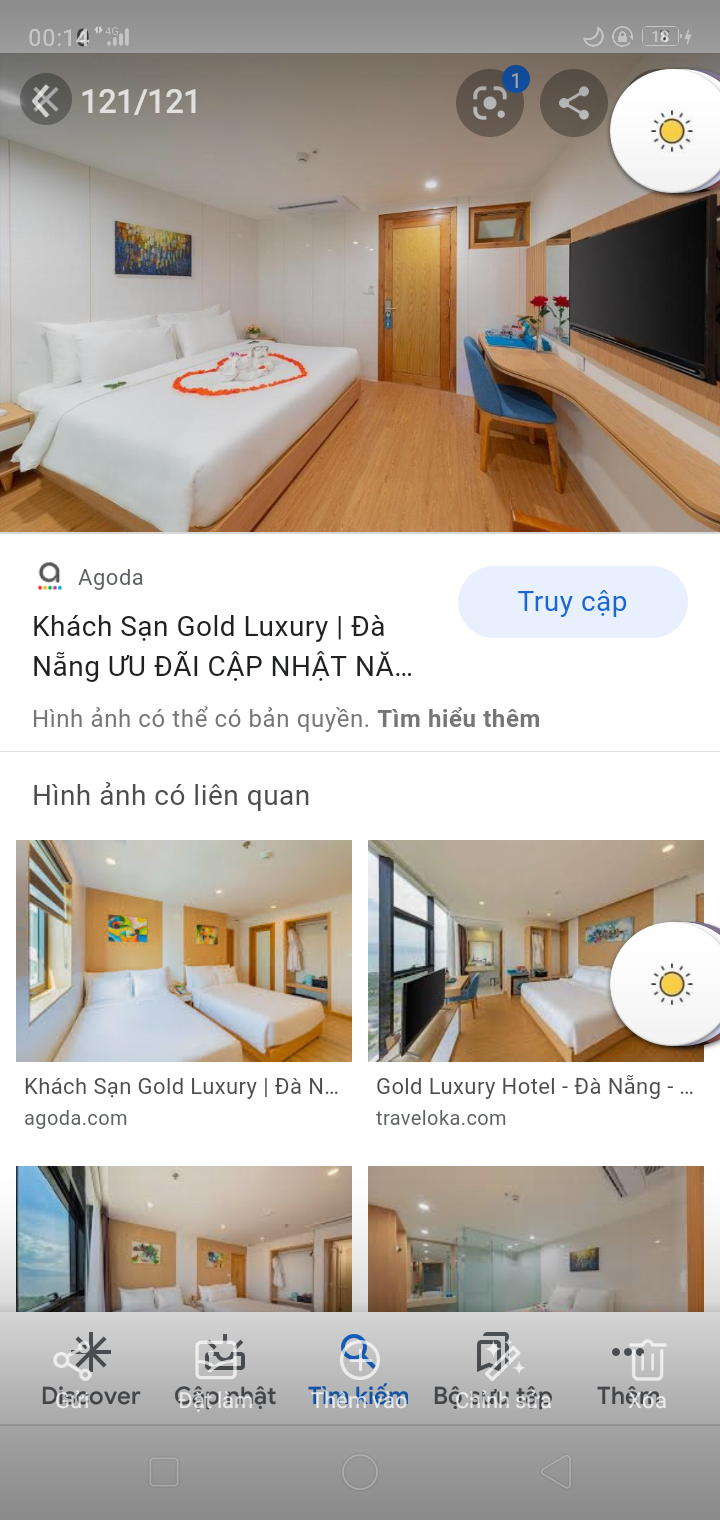 00:14 4G 18
121/121
1
Agoda
Truy cập
Khách Sạn Gold Luxury | Đà
Nẵng ƯU ĐÃI CẬP NHẬT NĂ...
Hình ảnh có thể có bản quyền. Tìm hiểu thêm
Hình ảnh có liên quan
Khách Sạn Gold Luxury | Đà N...
agoda.com
Gold Luxury Hotel - Đà Nẵng - ...
traveloka.com
Discover Cập nhật Tìm kiếm Bộ sưu tập Thêm
Gửi Đặt làm Thêm vào Chỉnh sửa Xóa